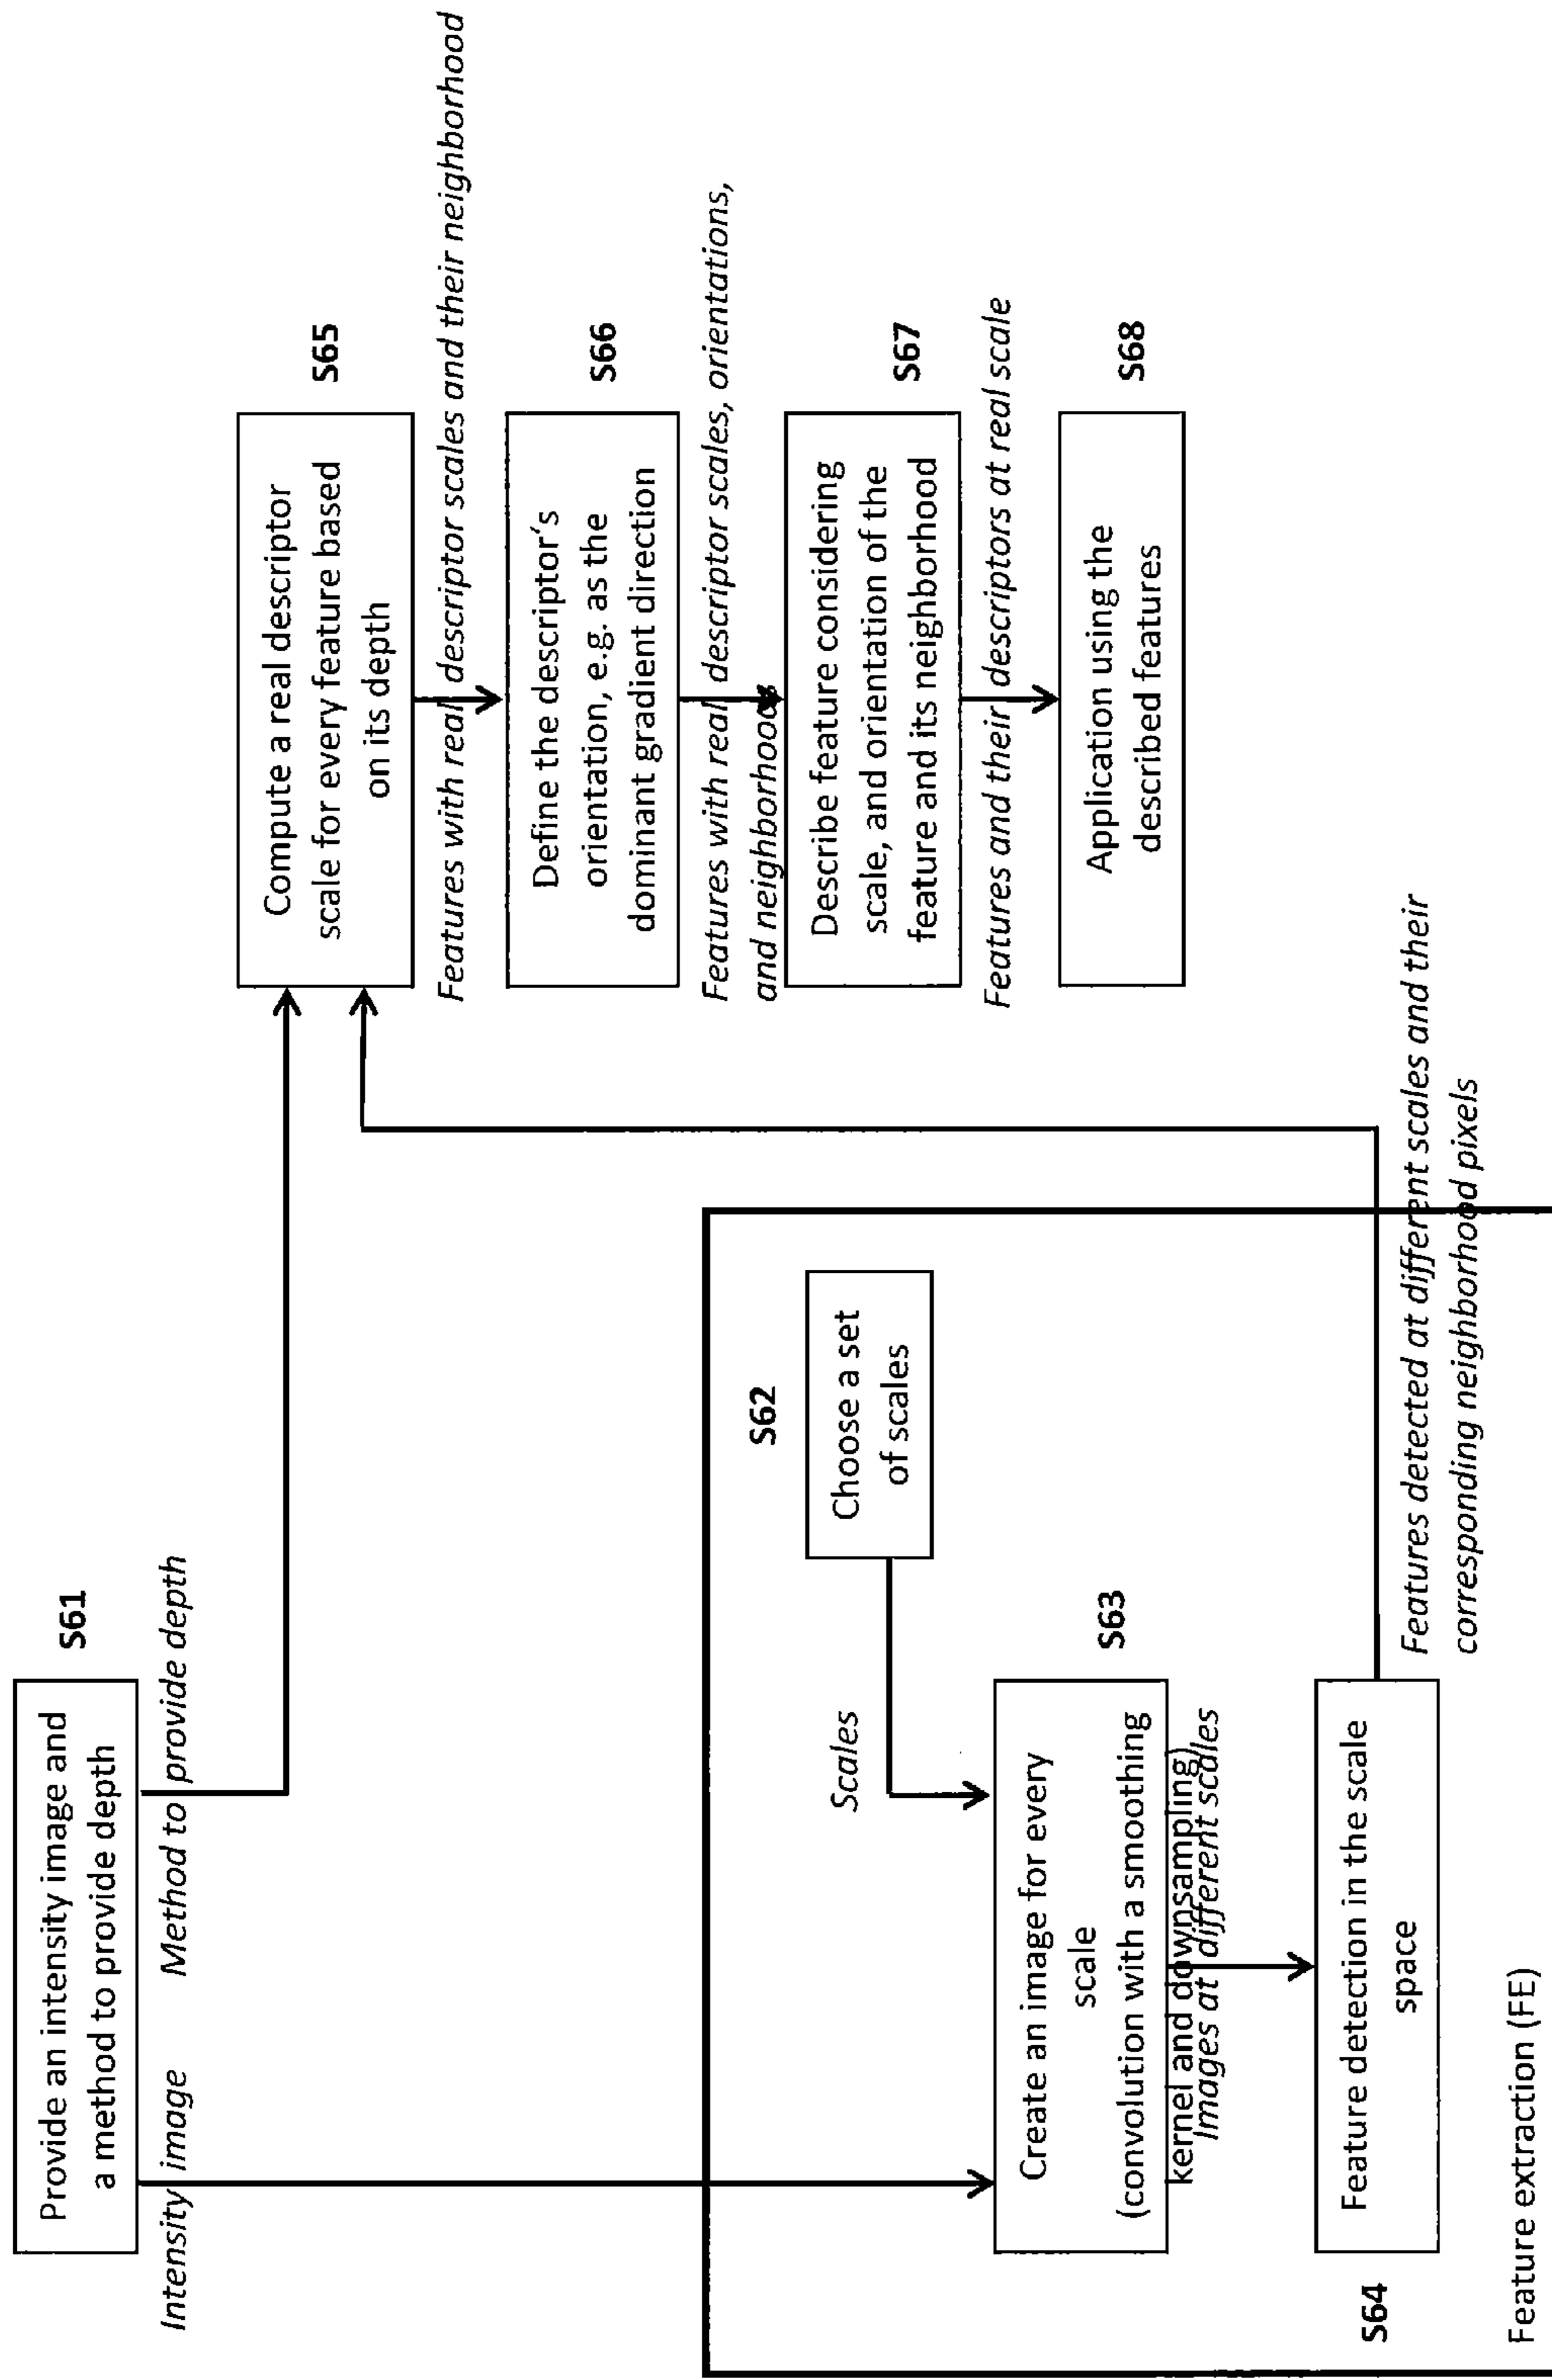 S61
Provide an intensity image and
a method to provide depth
Intensity image
Method to provide depth
S62
Choose a set
of scales
Scales
S63
Create an image for every
scale
(convolution with a smoothing
kernel and downsampling)
Images at different scales
S64
Feature detection in the scale
space
Features detected at different scales and their
corresponding neighborhood pixels
Feature extraction (FE)
S65
Compute a real descriptor
scale for every feature based
on its depth
Features with real descriptor scales and their neighborhood
S66
Define the descriptor's
orientation, e.g. as the
dominant gradient direction
Features with real descriptor scales, orientations,
and neighborhoods
S67
Describe feature considering
scale, and orientation of the
feature and its neighborhood
Features and their descriptors at real scale
S68
Application using the
described features